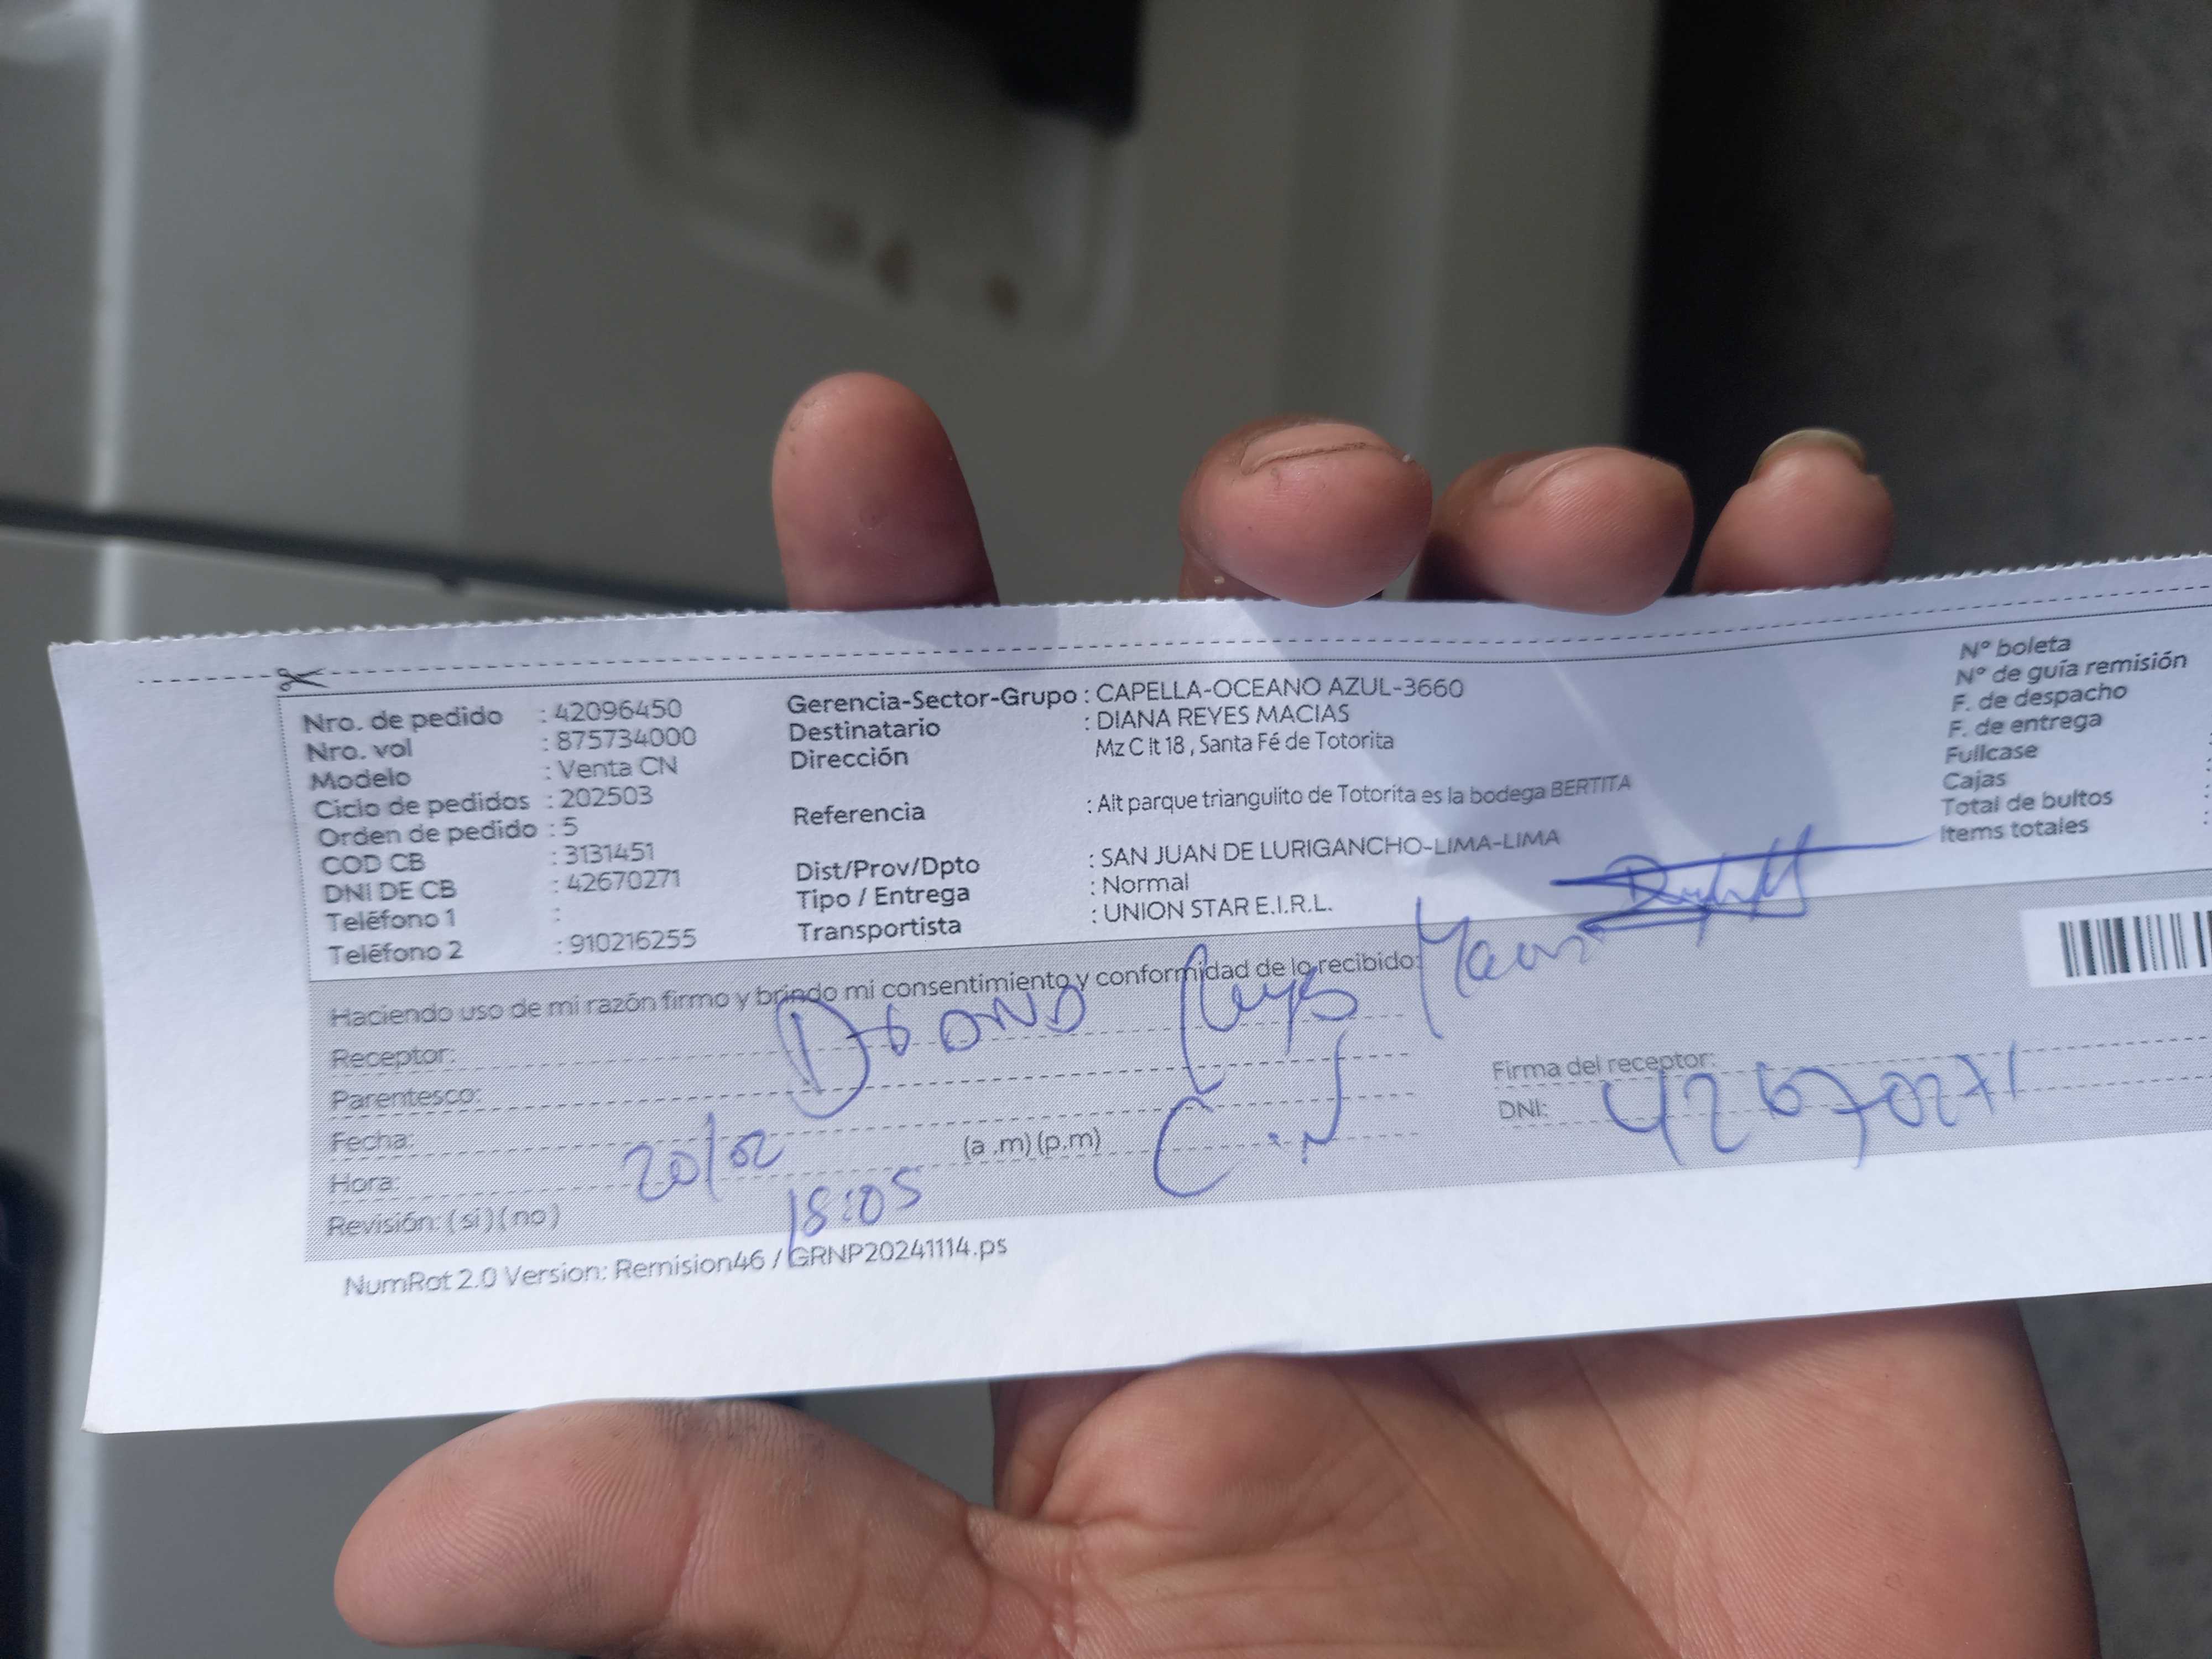 Nro. de pedido : 42096450
Nro. vol : 875734000
Modelo : Venta CN
Ciclo de pedidos : 202503
Orden de pedido : 5
COD CB : 3131451
DNI DE CB : 42670271
Teléfono 1 :
Teléfono 2 : 910216255
Gerencia-Sector-Grupo : CAPELLA-OCEANO AZUL-3660
Destinatario : DIANA REYES MACIAS
Dirección Mz C lt 18 , Santa Fé de Totorita
Referencia : Alt parque triangulito de Totorita es la bodega BERTITA
Dist/Prov/Dpto : SAN JUAN DE LURIGANCHO-LIMA-LIMA
Tipo / Entrega : Normal
Transportista : UNION STAR E.I.R.L.
N° boleta
N° de guía remisión
F. de despacho
F. de entrega
Fullcase
Cajas
Total de bultos
Items totales
Haciendo uso de mi razón firmo y brindo mi consentimiento y conformidad de lo recibido:
Receptor: Diana Reyes Macias
Parentesco:
Fecha: 20/02
Hora: 18:05 (a .m) (p.m)
Revisión: ( si ) ( no )
Firma del receptor:
DNI: 42670271
NumRot 2.0 Version: Remision46 / GRNP20241114.ps